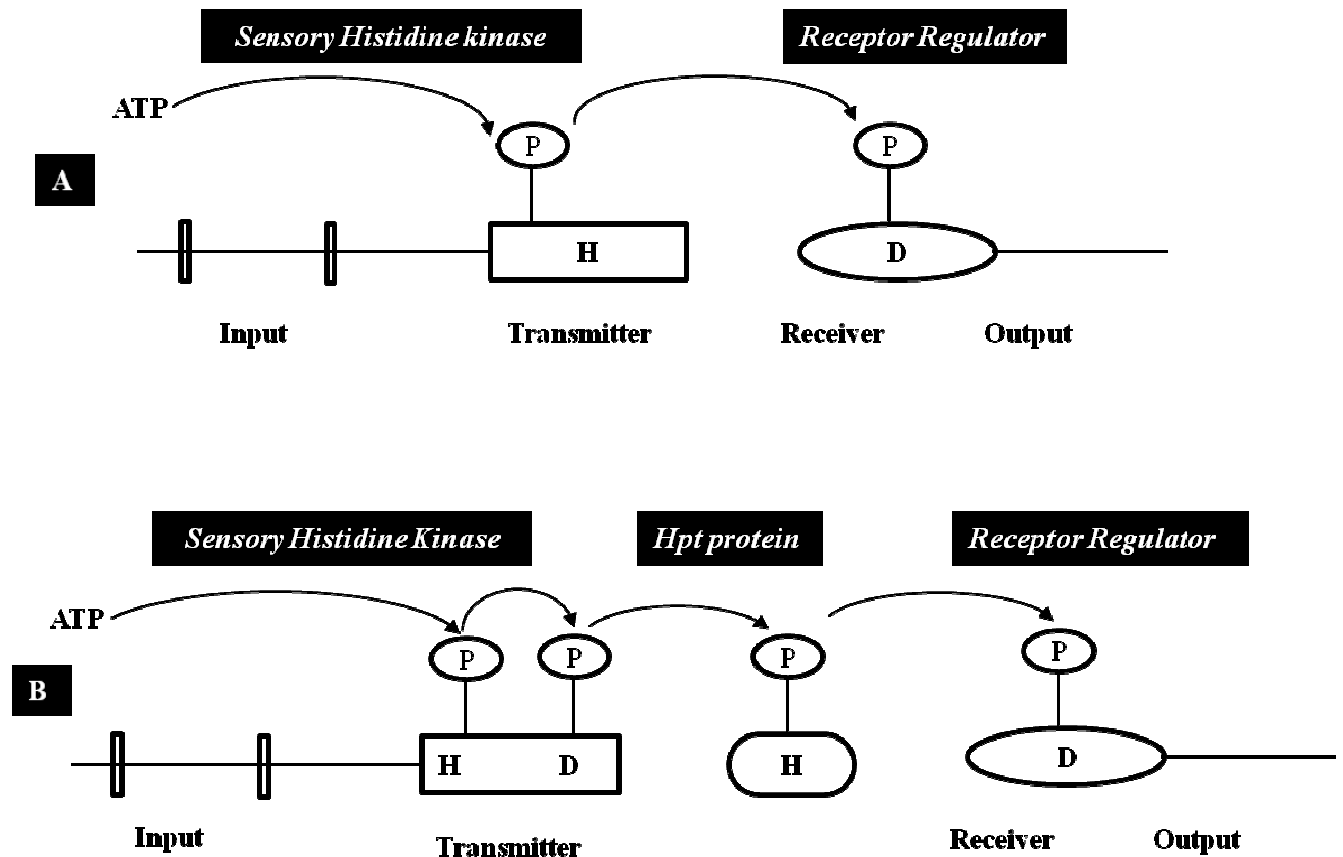 Sensory Histidine kinase
Receptor Regulator
ATP
P
P
A
H
D
Input
Transmitter
Receiver
Output
Sensory Histidine Kinase
Hpt protein
Receptor Regulator
ATP
P
P
P
P
B
H
D
H
D
Input
Transmitter
Receiver
Output